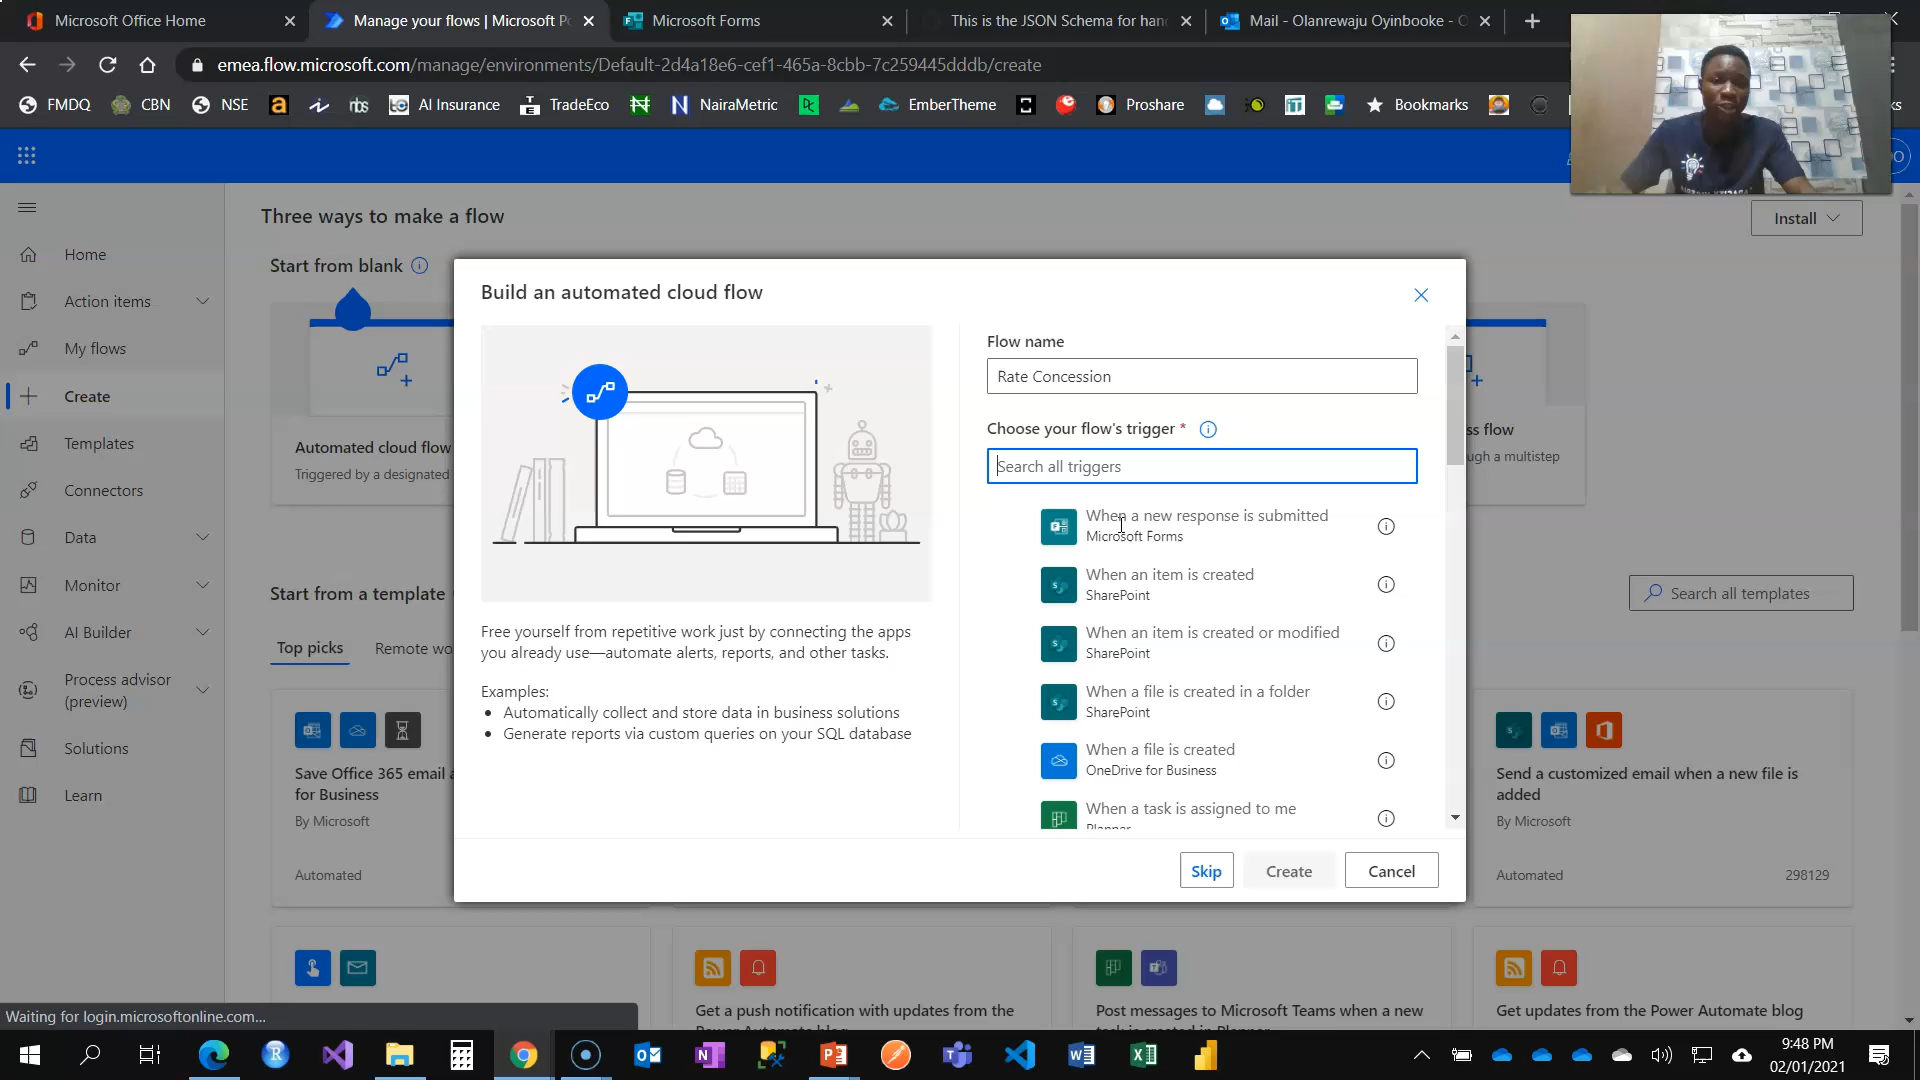 Microsoft Office Home
Manage your flows | Microsoft Po
Microsoft Forms
This is the JSON Schema for han
Mail - Olanrewaju Oyinbooke - O
emea.flow.microsoft.com/manage/environments/Default-2d4a18e6-cef1-465a-8cbb-7c259445dddb/create
FMDQ
CBN
NSE
AI Insurance
TradeEco
NairaMetric
EmberTheme
Proshare
Bookmarks
Three ways to make a flow
Install
Home
Action items
My flows
Create
Templates
Connectors
Data
Monitor
AI Builder
Process advisor
(preview)
Solutions
Learn
Start from blank
Automated cloud flow
Triggered by a designated
ss flow
ugh a multistep
Start from a template
Search all templates
Top picks
Remote wo
Build an automated cloud flow
Free yourself from repetitive work just by connecting the apps
you already use—automate alerts, reports, and other tasks.
Examples:
• Automatically collect and store data in business solutions
• Generate reports via custom queries on your SQL database
Flow name
Rate Concession
Choose your flow's trigger *
Search all triggers
When a new response is submitted
Microsoft Forms
When an item is created
SharePoint
When an item is created or modified
SharePoint
When a file is created in a folder
SharePoint
When a file is created
OneDrive for Business
When a task is assigned to me
Planner
Skip
Create
Cancel
Save Office 365 email a
for Business
By Microsoft
Automated
Send a customized email when a new file is
added
By Microsoft
Automated
298129
Get a push notification with updates from the
Power Automate blog
Post messages to Microsoft Teams when a new
task is created in Planner
Get updates from the Power Automate blog
Waiting for login.microsoftonline.com...
9:48 PM
02/01/2021